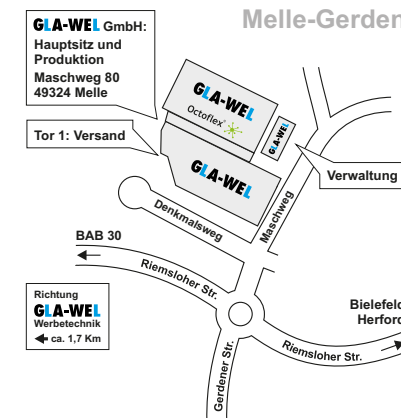 Melle-Gerden
GLA-WEL GmbH:
Hauptsitz und
Produktion
Maschweg 80
49324 Melle
GLA-WEL
Octoflex
GLA-WEL
Tor 1: Versand
GLA-WEL
Verwaltung
Denkmalsweg
Maschweg
BAB 30
Riemsloher Str.
Richtung
GLA-WEL
Werbetechnik
ca. 1,7 Km
Bielefeld
Herford
Riemsloher Str.
Gerdener Str.